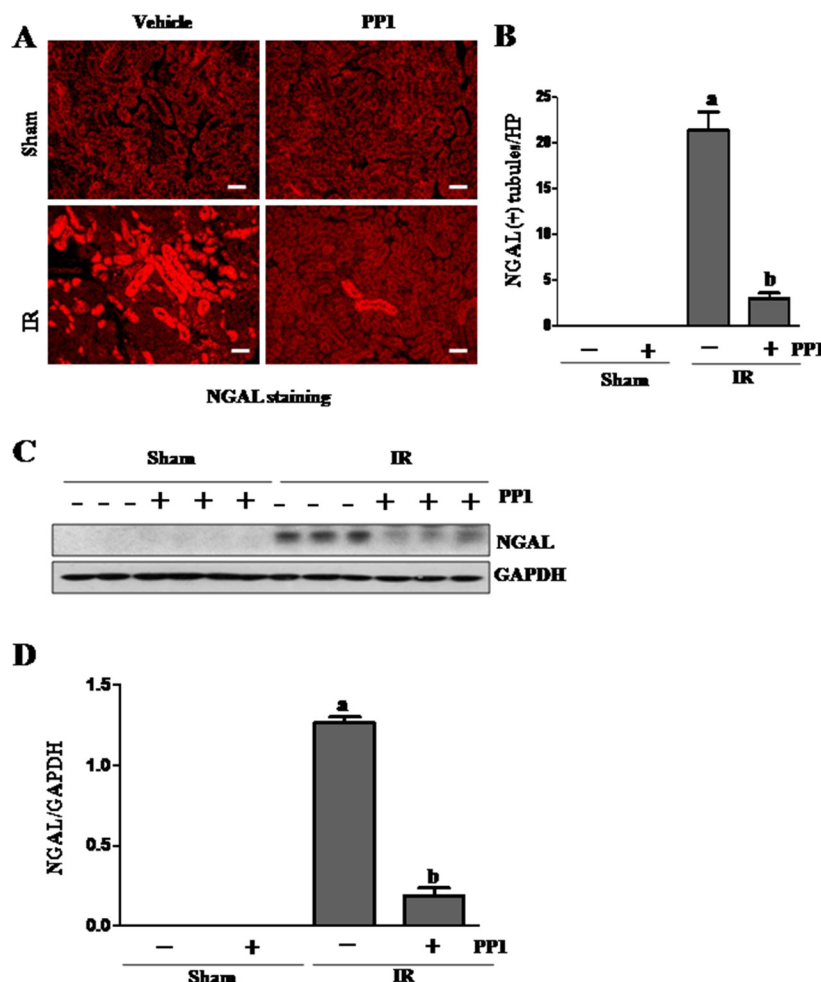 A
Vehicle
PP1
Sham
IR
NGAL staining
B
NGAL (+) tubules/HP
25
20
15
10
5
0
a
b
– + – + PP1
Sham IR
C
Sham IR
- - - + + + - - - + + + PP1
NGAL
GAPDH
D
NGAL/GAPDH
1.5
1.0
0.5
0.0
a
b
– + – + PP1
Sham IR